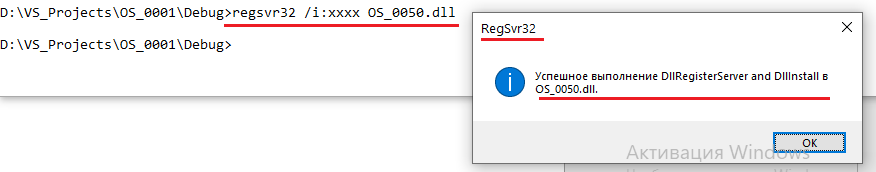 D:\VS_Projects\OS_0001\Debug>regsvr32 /i:xxxx OS_0050.dll
D:\VS_Projects\OS_0001\Debug>
RegSvr32
Успешное выполнение DllRegisterServer and DllInstall в
OS_0050.dll.
OK
Активация Windows